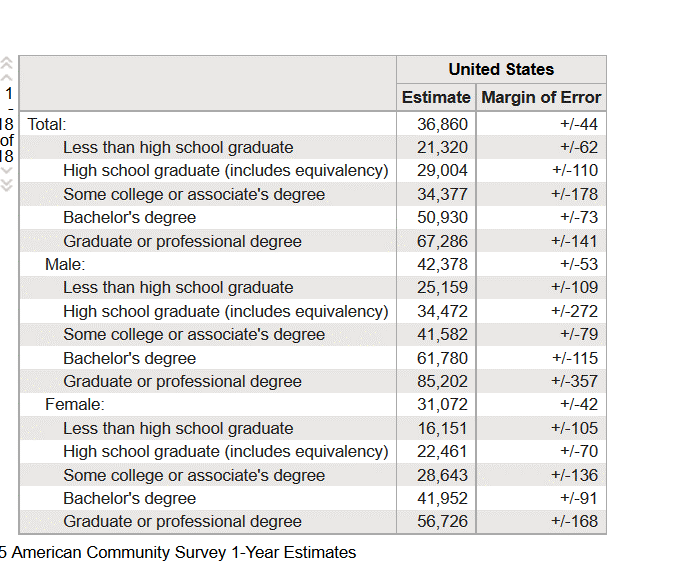 United States
Estimate Margin of Error
1
-
18 Total: 36,860 +/-44
of Less than high school graduate 21,320 +/-62
18 High school graduate (includes equivalency) 29,004 +/-110
Some college or associate's degree 34,377 +/-178
Bachelor's degree 50,930 +/-73
Graduate or professional degree 67,286 +/-141
Male: 42,378 +/-53
Less than high school graduate 25,159 +/-109
High school graduate (includes equivalency) 34,472 +/-272
Some college or associate's degree 41,582 +/-79
Bachelor's degree 61,780 +/-115
Graduate or professional degree 85,202 +/-357
Female: 31,072 +/-42
Less than high school graduate 16,151 +/-105
High school graduate (includes equivalency) 22,461 +/-70
Some college or associate's degree 28,643 +/-136
Bachelor's degree 41,952 +/-91
Graduate or professional degree 56,726 +/-168
5 American Community Survey 1-Year Estimates